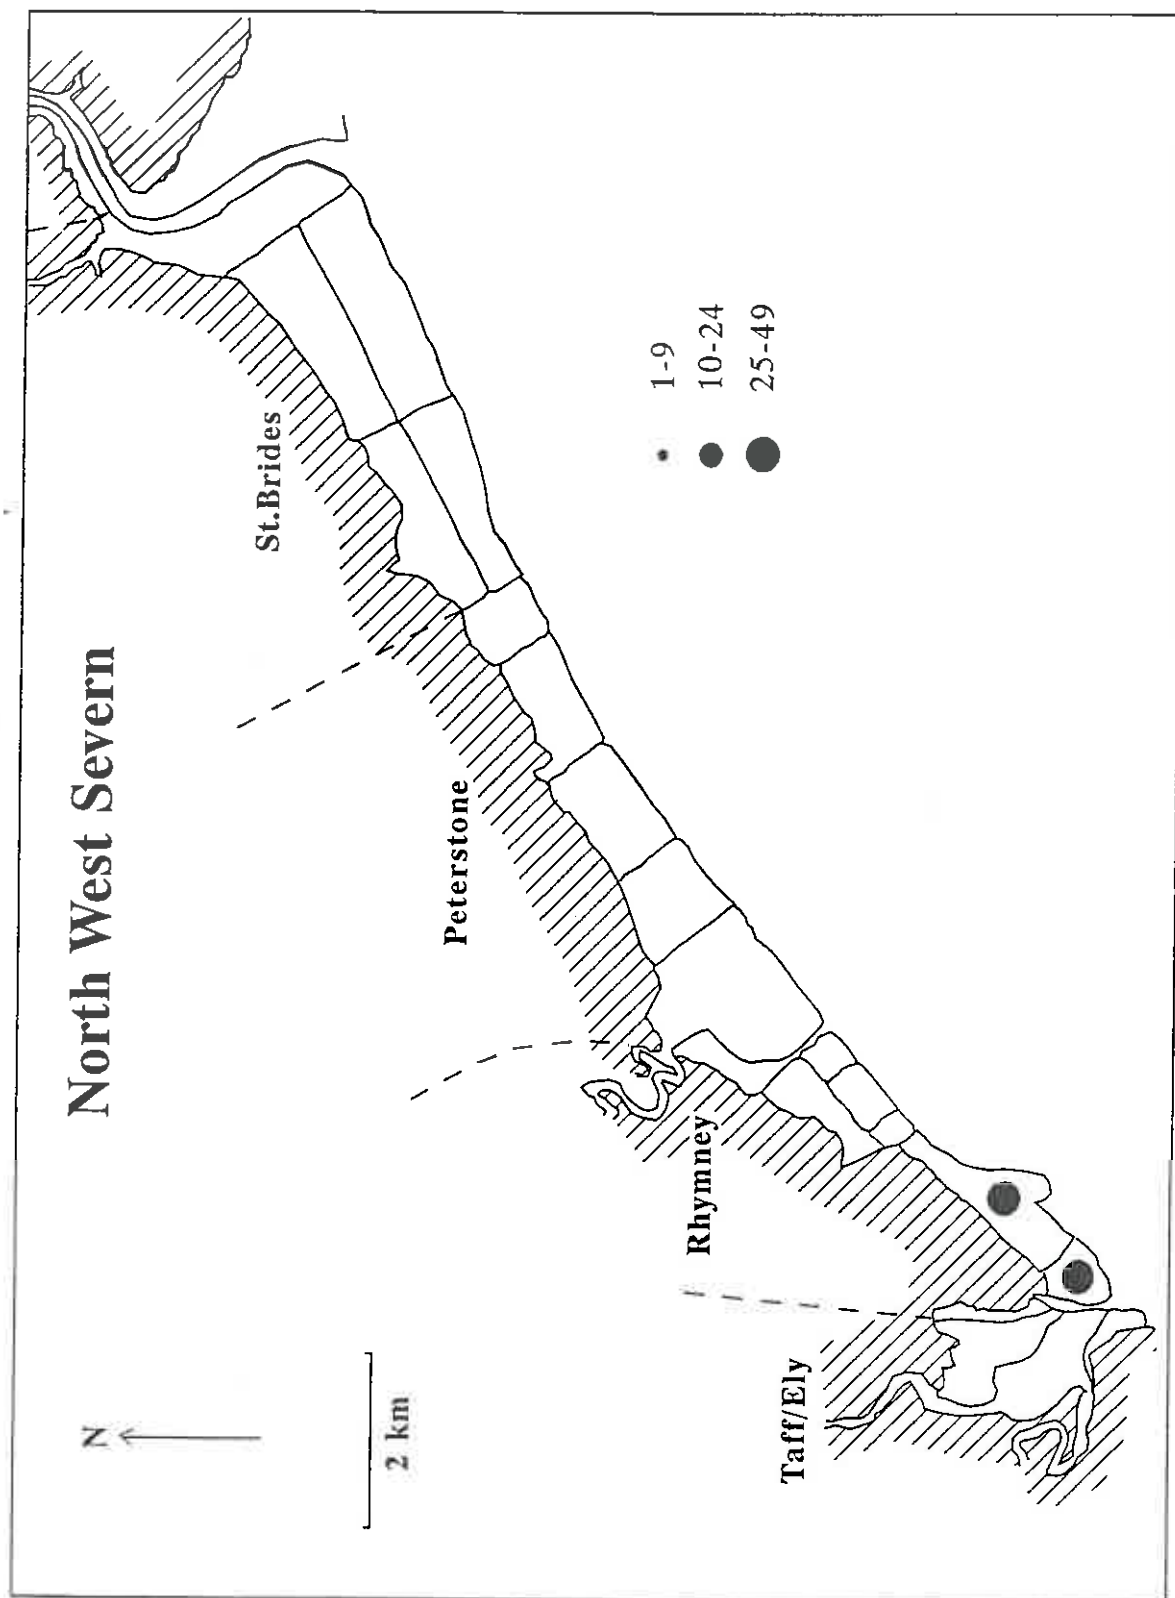 North West Severn
N
2 km
St.Brides
Peterstone
Rhymney
Taff/Ely
1-9
10-24
25-49